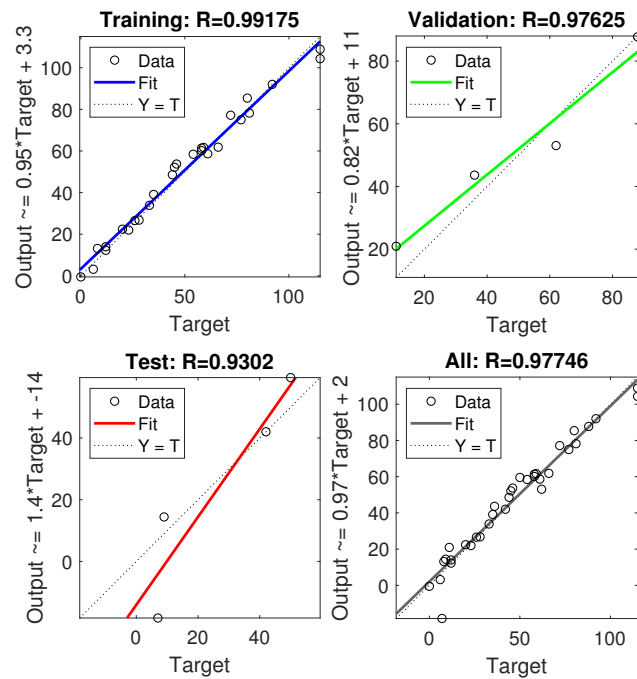 Training: R=0.99175
Output ~= 0.95*Target + 3.3
100
80
60
40
20
0
Data
Fit
Y = T
0
50
100
Target
Validation: R=0.97625
Output ~= 0.82*Target + 11
80
60
40
20
Data
Fit
Y = T
20
40
60
80
Target
Test: R=0.9302
Output ~= 1.4*Target + -14
40
20
0
Data
Fit
Y = T
0
20
40
Target
All: R=0.97746
Output ~= 0.97*Target + 2
100
80
60
40
20
0
Data
Fit
Y = T
0
50
100
Target